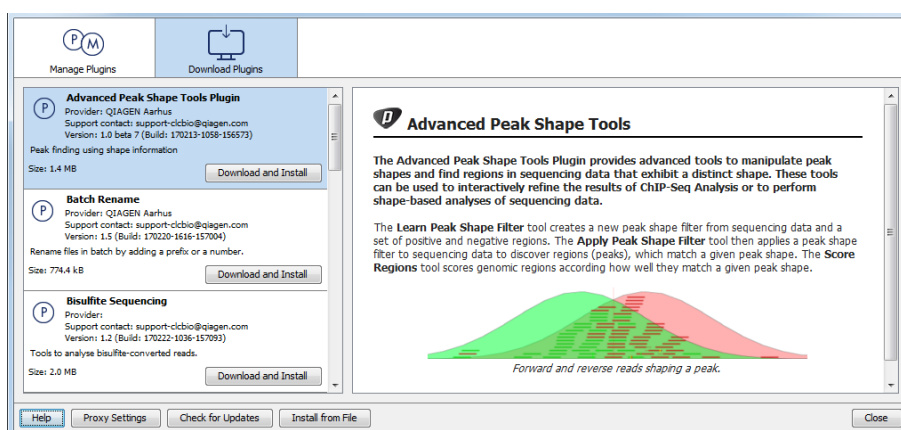 Manage Plugins
Download Plugins
Advanced Peak Shape Tools Plugin
Provider: QIAGEN Aarhus
Support contact: support-clcbio@qiagen.com
Version: 1.0 beta 7 (Build: 170213-1058-156573)
Peak finding using shape information
Size: 1.4 MB
Download and Install
Batch Rename
Provider: QIAGEN Aarhus
Support contact: support-clcbio@qiagen.com
Version: 1.5 (Build: 170220-1616-157004)
Rename files in batch by adding a prefix or a number.
Size: 774.4 kB
Download and Install
Bisulfite Sequencing
Provider:
Support contact: support-clcbio@qiagen.com
Version: 1.2 (Build: 170222-1036-157093)
Tools to analyse bisulfite-converted reads.
Size: 2.0 MB
Download and Install
Advanced Peak Shape Tools
The Advanced Peak Shape Tools Plugin provides advanced tools to manipulate peak
shapes and find regions in sequencing data that exhibit a distinct shape. These tools
can be used to interactively refine the results of ChIP-Seq Analysis or to perform
shape-based analyses of sequencing data.
The Learn Peak Shape Filter tool creates a new peak shape filter from sequencing data and a
set of positive and negative regions. The Apply Peak Shape Filter tool then applies a peak shape
filter to sequencing data to discover regions (peaks), which match a given peak shape. The Score
Regions tool scores genomic regions according how well they match a given peak shape.
Forward and reverse reads shaping a peak.
Help
Proxy Settings
Check for Updates
Install from File
Close